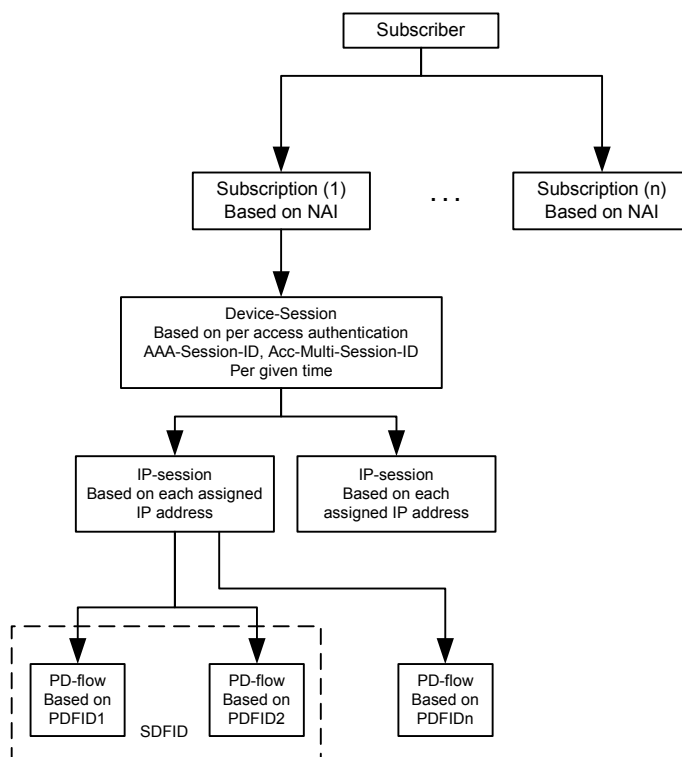 Subscriber
Subscription (1)
Based on NAI
. . .
Subscription (n)
Based on NAI
Device-Session
Based on per access authentication
AAA-Session-ID, Acc-Multi-Session-ID
Per given time
IP-session
Based on each assigned
IP address
IP-session
Based on each
assigned IP address
PD-flow
Based on
PDFID1
PD-flow
Based on
PDFID2
PD-flow
Based on
PDFIDn
SDFID